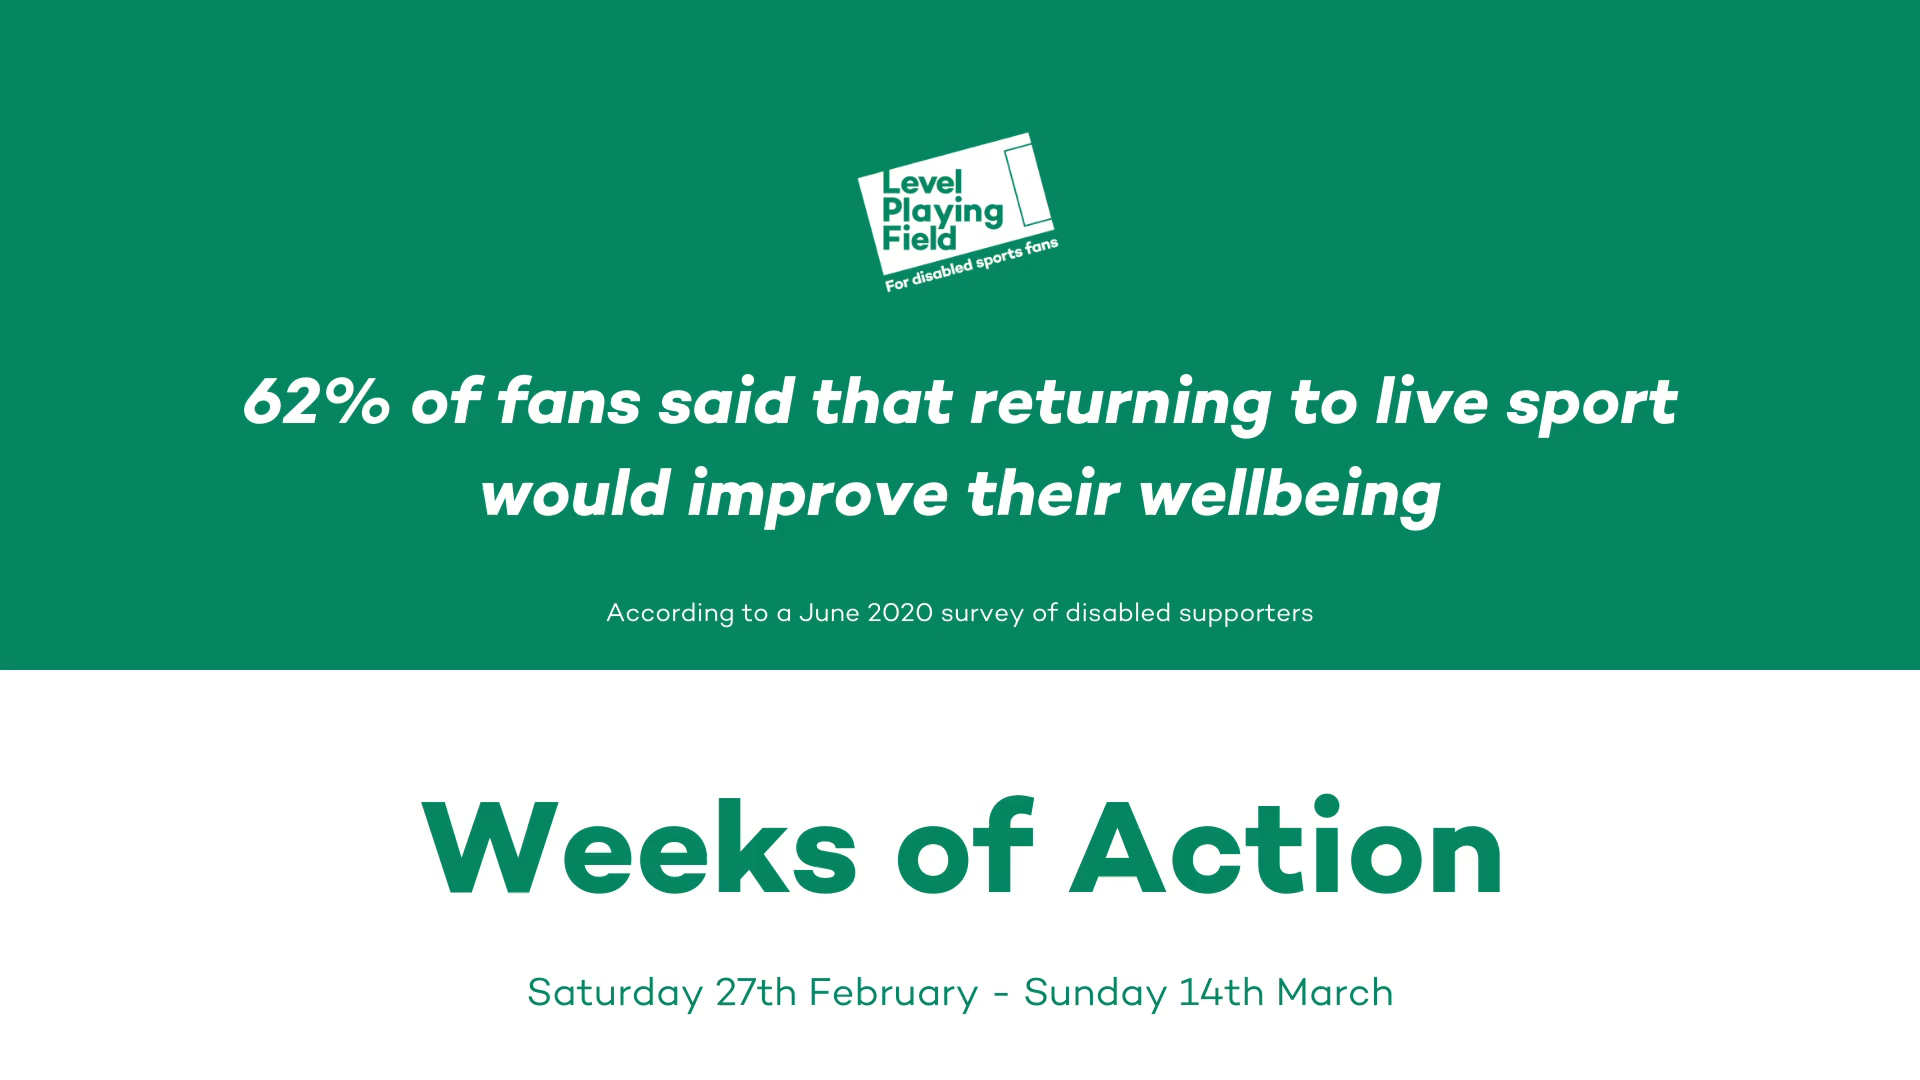 Level
Playing
Field
For disabled sports fans
62% of fans said that returning to live sport
would improve their wellbeing
According to a June 2020 survey of disabled supporters
Weeks of Action
Saturday 27th February - Sunday 14th March